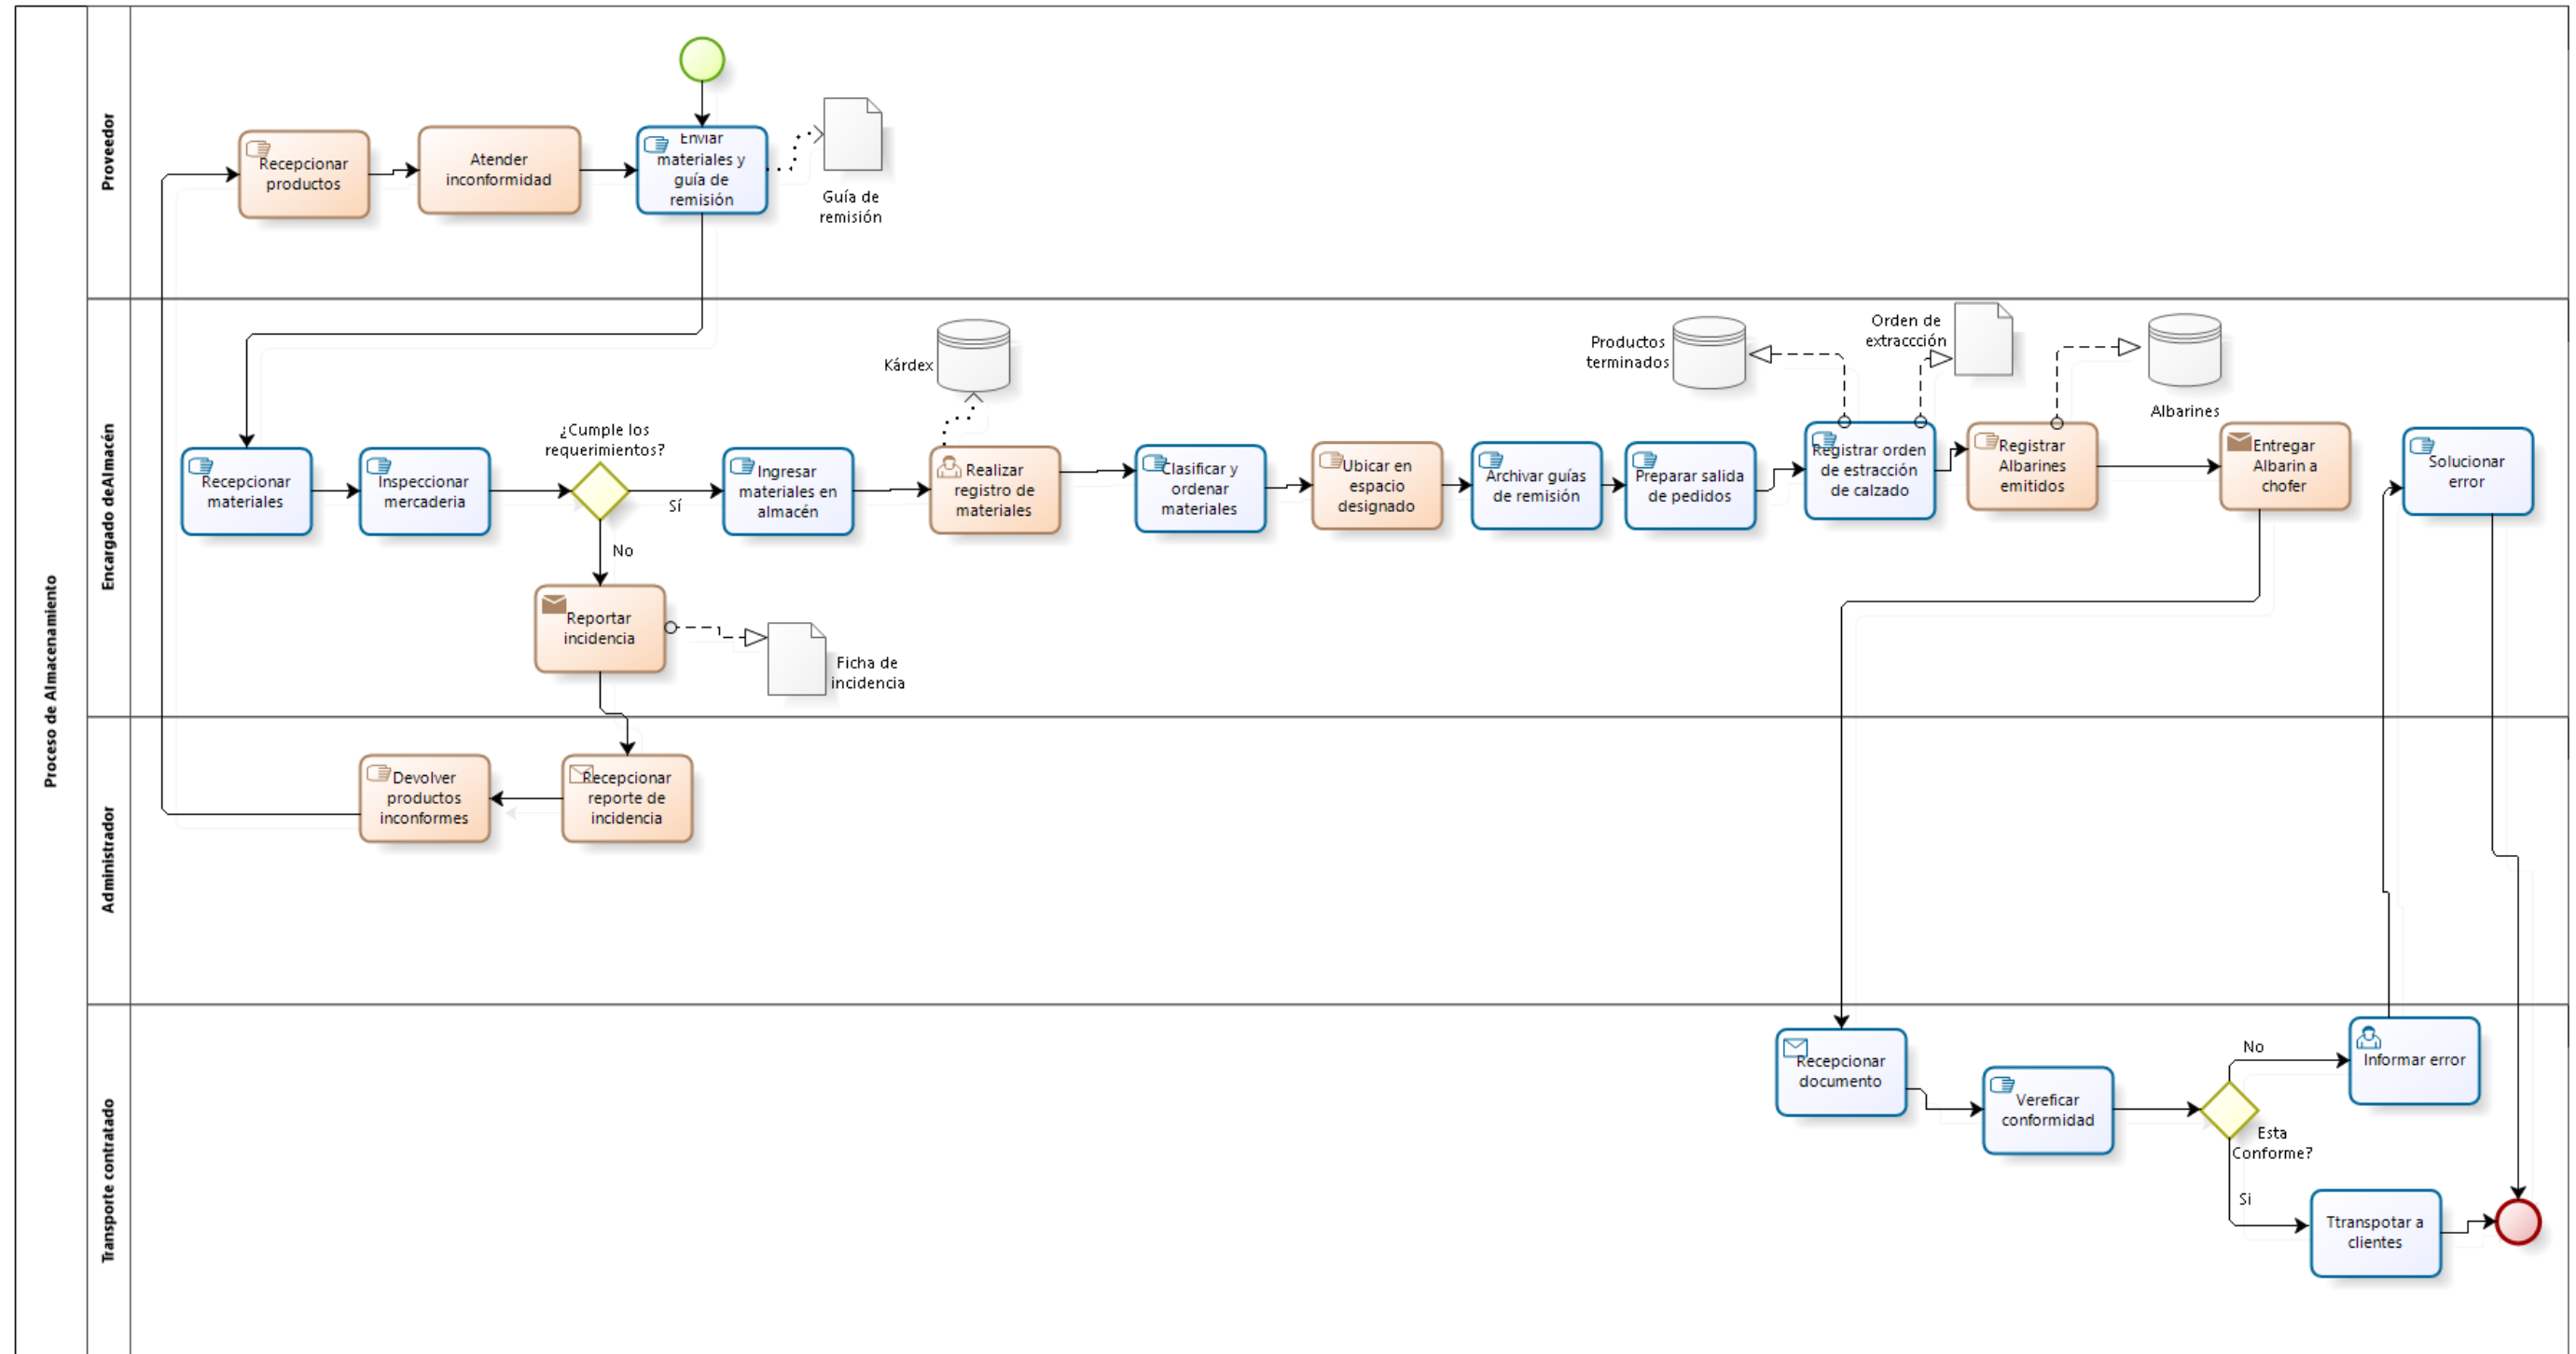 Proceso de Almacenamiento
Proveedor
Recepcionar
productos
Atender
inconformidad
Enviar
materiales y
guía de
remisión
Guía de
remisión
Encargado deAlmacén
Recepcionar
materiales
Inspeccionar
mercaderia
¿Cumple los
requerimientos?
Sí
No
Ingresar
materiales en
almacén
Kárdex
Realizar
registro de
materiales
Clasificar y
ordenar
materiales
Ubicar en
espacio
designado
Archivar guías
de remisión
Preparar salida
de pedidos
Productos
terminados
Orden de
extraccción
Registrar orden
de estracción
de calzado
Registrar
Albarines
emitidos
Albarines
Entregar
Albarin a
chofer
Solucionar
error
Reportar
incidencia
Ficha de
incidencia
Administrador
Devolver
productos
inconformes
Recepcionar
reporte de
incidencia
Transporte contratado
Recepcionar
documento
Vereficar
conformidad
No
Esta
Conforme?
Si
Informar error
Ttranspotar a
clientes